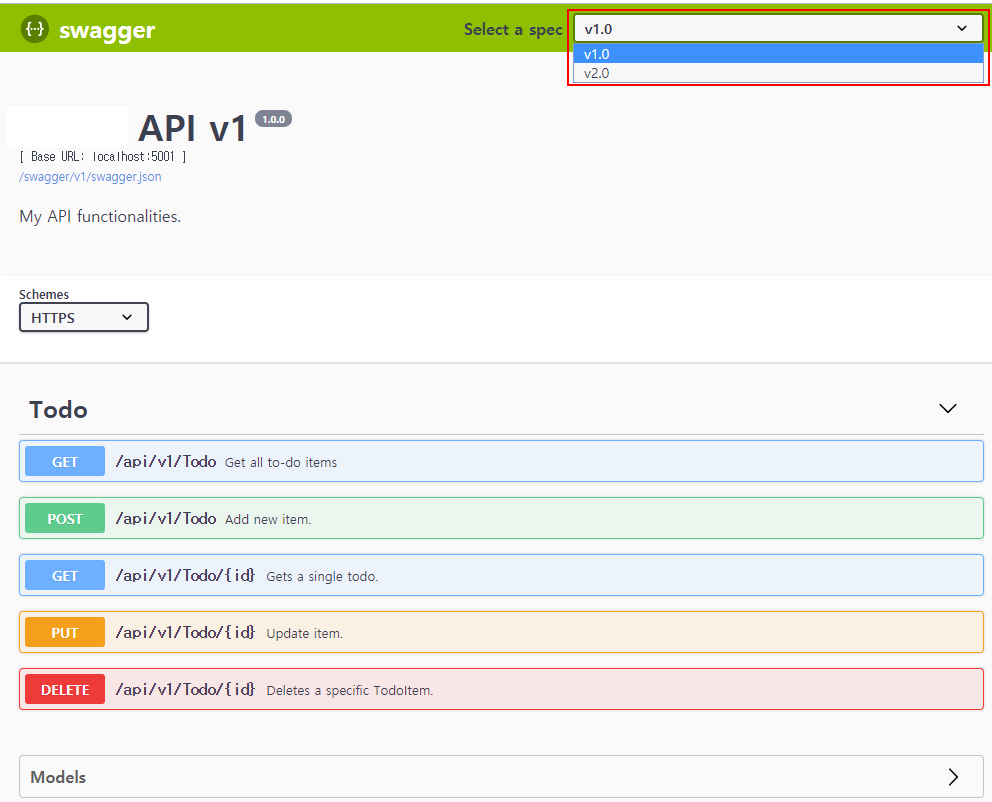 {··} swagger Select a spec v1.0
v1.0
v2.0
API v1 1.0.0
[ Base URL: localhost:5001 ]
/swagger/v1/swagger.json
My API functionalities.
Schemes
HTTPS
Todo
GET /api/v1/Todo Get all to-do items
POST /api/v1/Todo Add new item.
GET /api/v1/Todo/{id} Gets a single todo.
PUT /api/v1/Todo/{id} Update item.
DELETE /api/v1/Todo/{id} Deletes a specific TodoItem.
Models